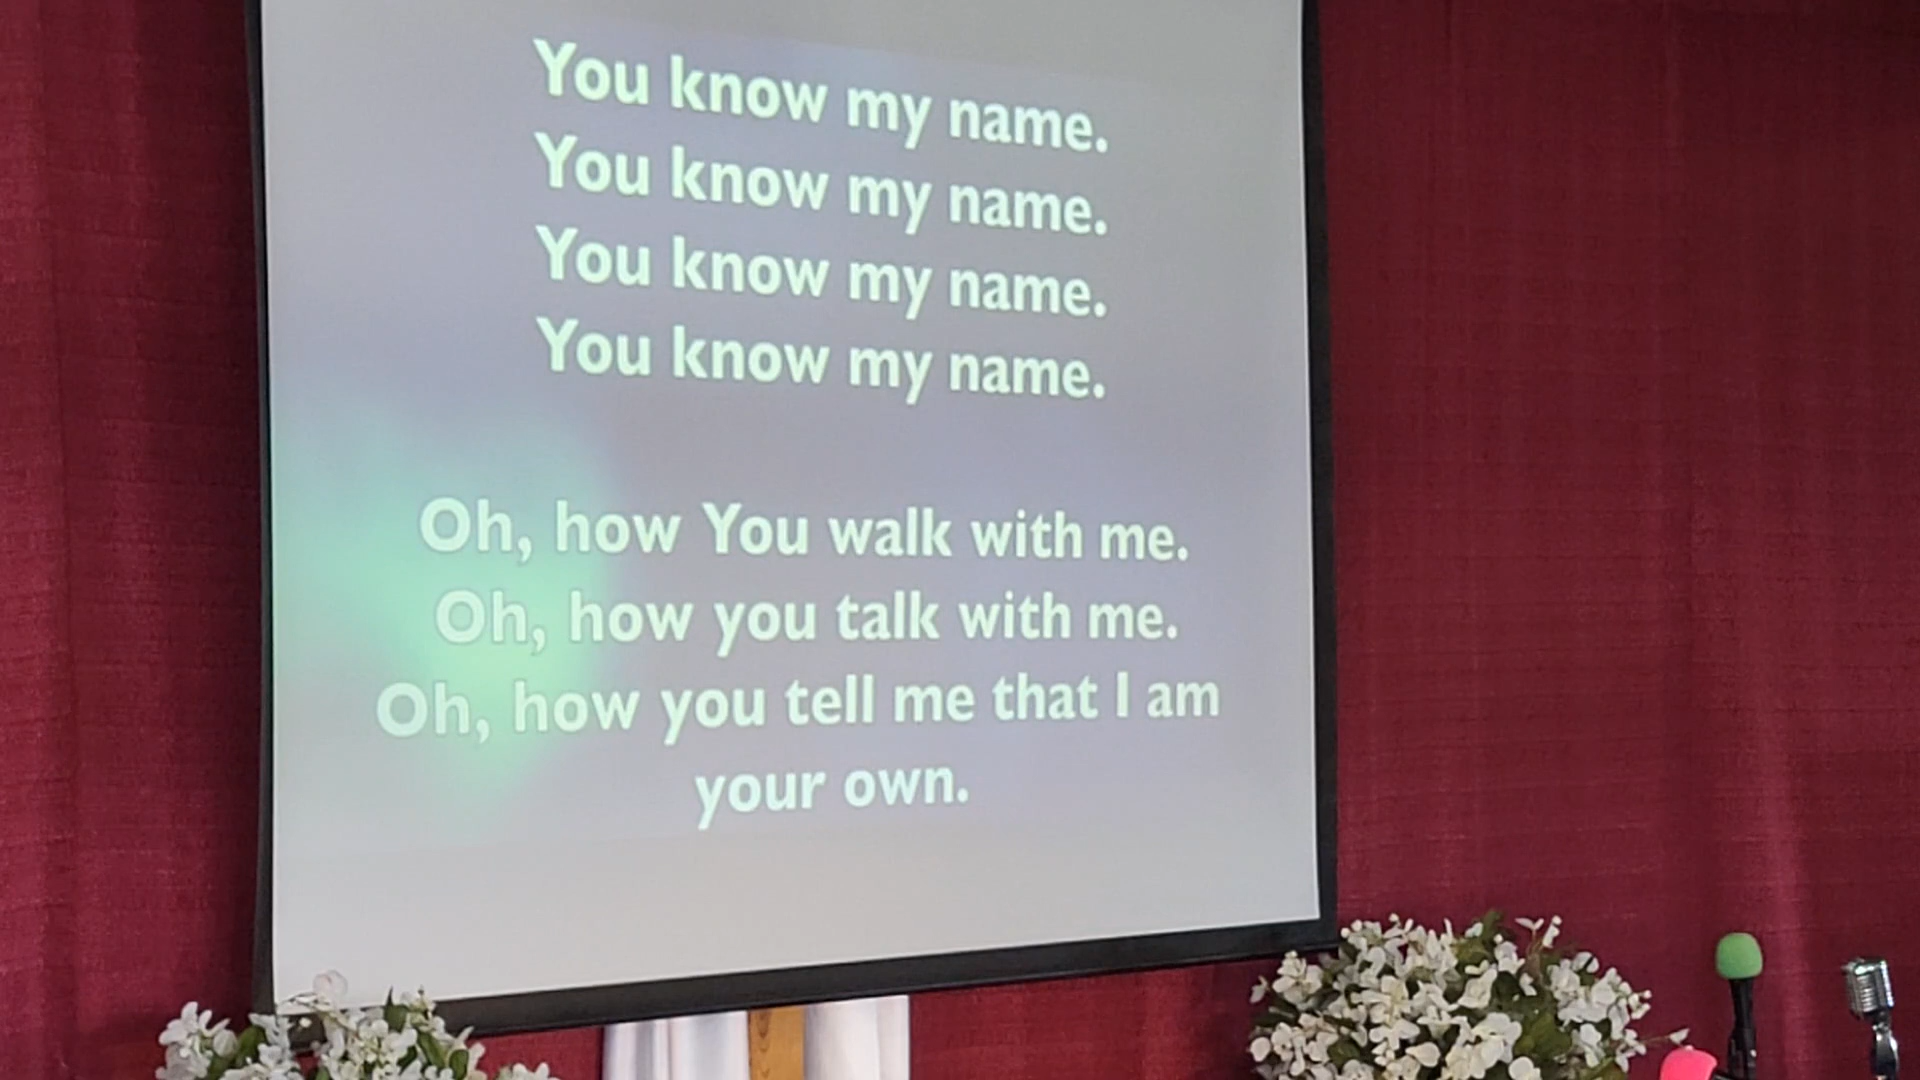 You know my name.
You know my name.
You know my name.
You know my name.
Oh, how You walk with me.
Oh, how you talk with me.
Oh, how you tell me that I am
your own.